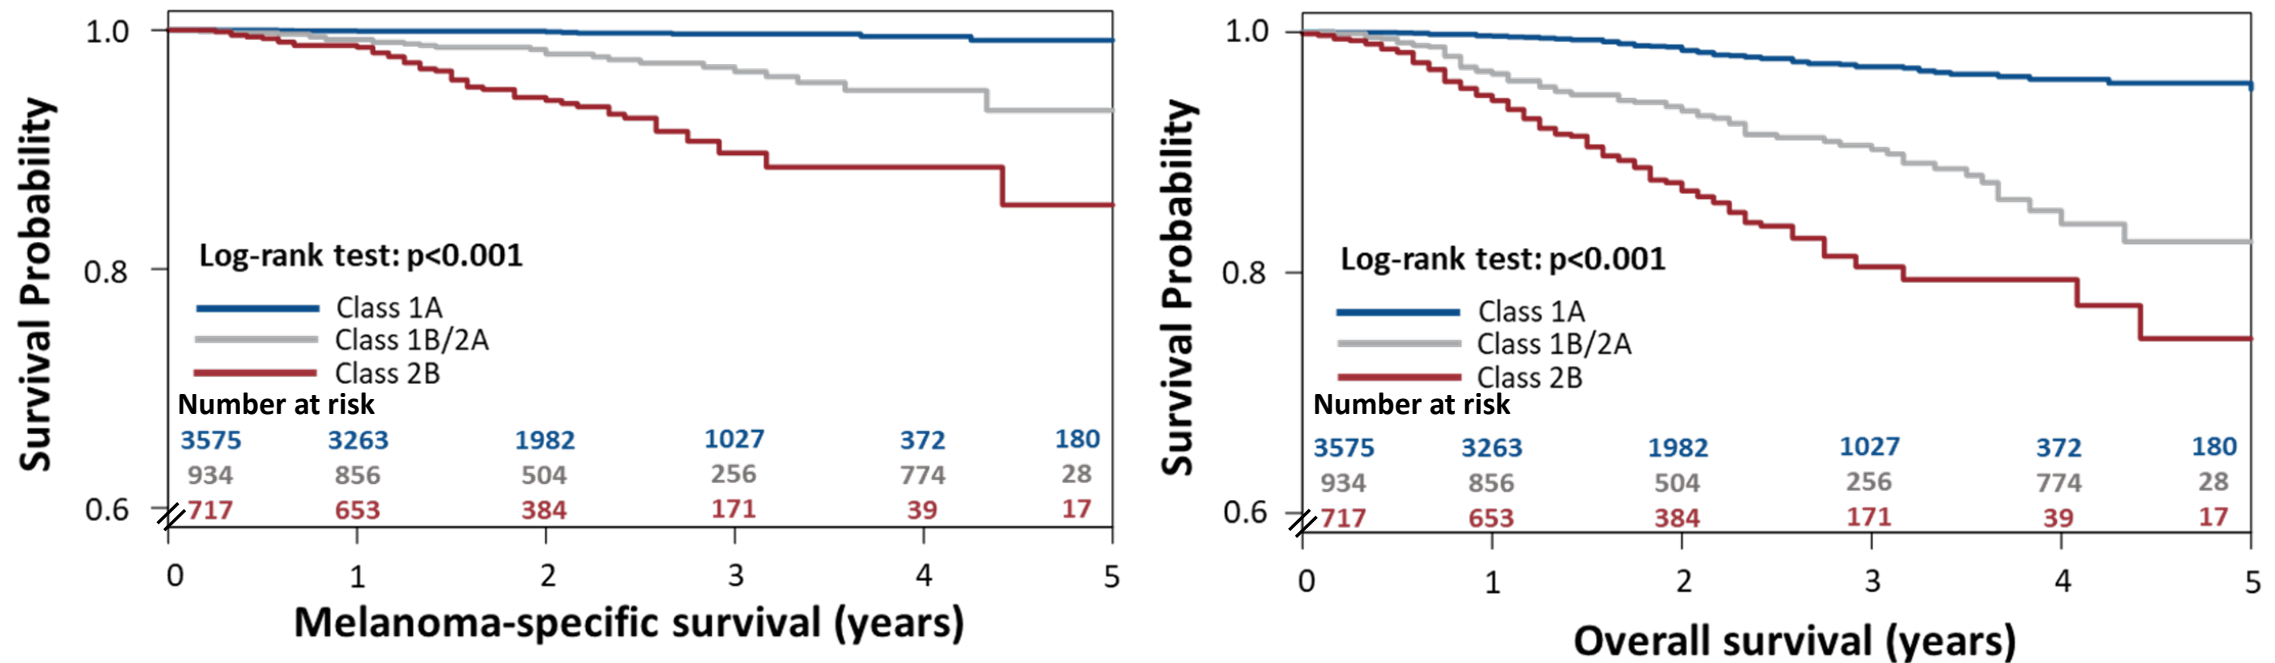 Survival Probability
1.0
0.8
0.6
Log-rank test: p<0.001
Class 1A
Class 1B/2A
Class 2B
Number at risk
3575 3263 1982 1027 372 180
934 856 504 256 774 28
717 653 384 171 39 17
0 1 2 3 4 5
Melanoma-specific survival (years)
Survival Probability
1.0
0.8
0.6
Log-rank test: p<0.001
Class 1A
Class 1B/2A
Class 2B
Number at risk
3575 3263 1982 1027 372 180
934 856 504 256 774 28
717 653 384 171 39 17
0 1 2 3 4 5
Overall survival (years)